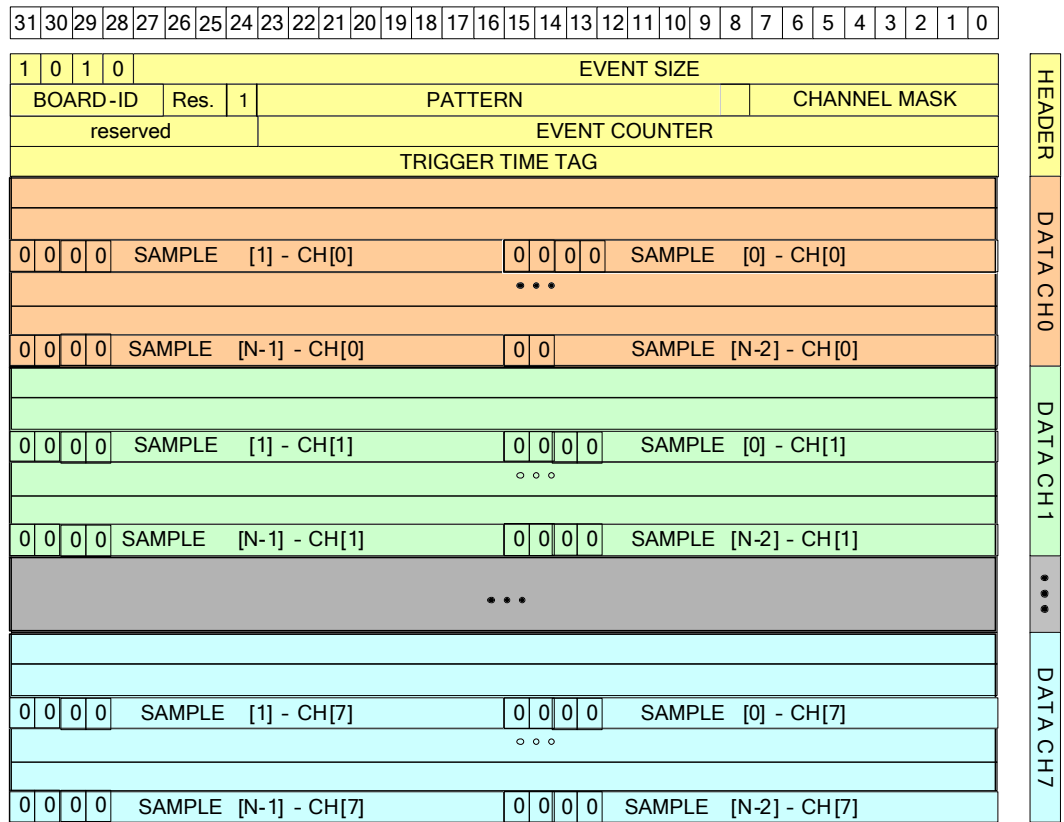 31 30 29 28 27 26 25 24 23 22 21 20 19 18 17 16 15 14 13 12 11 10 9 8 7 6 5 4 3 2 1 0
1 0 1 0 EVENT SIZE
BOARD-ID Res. 1 PATTERN CHANNEL MASK
reserved EVENT COUNTER
TRIGGER TIME TAG
HEADER
0 0 0 0 SAMPLE [1] - CH[0] 0 0 0 0 SAMPLE [0] - CH[0]
•••
0 0 0 0 SAMPLE [N-1] - CH[0] 0 0 SAMPLE [N-2] - CH[0]
DATA CH0
0 0 0 0 SAMPLE [1] - CH[1] 0 0 0 0 SAMPLE [0] - CH[1]
○○○
0 0 0 0 SAMPLE [N-1] - CH[1] 0 0 0 0 SAMPLE [N-2] - CH[1]
DATA CH1
•••
•••
0 0 0 0 SAMPLE [1] - CH[7] 0 0 0 0 SAMPLE [0] - CH[7]
○○○
0 0 0 0 SAMPLE [N-1] - CH[7] 0 0 0 0 SAMPLE [N-2] - CH[7]
DATA CH7